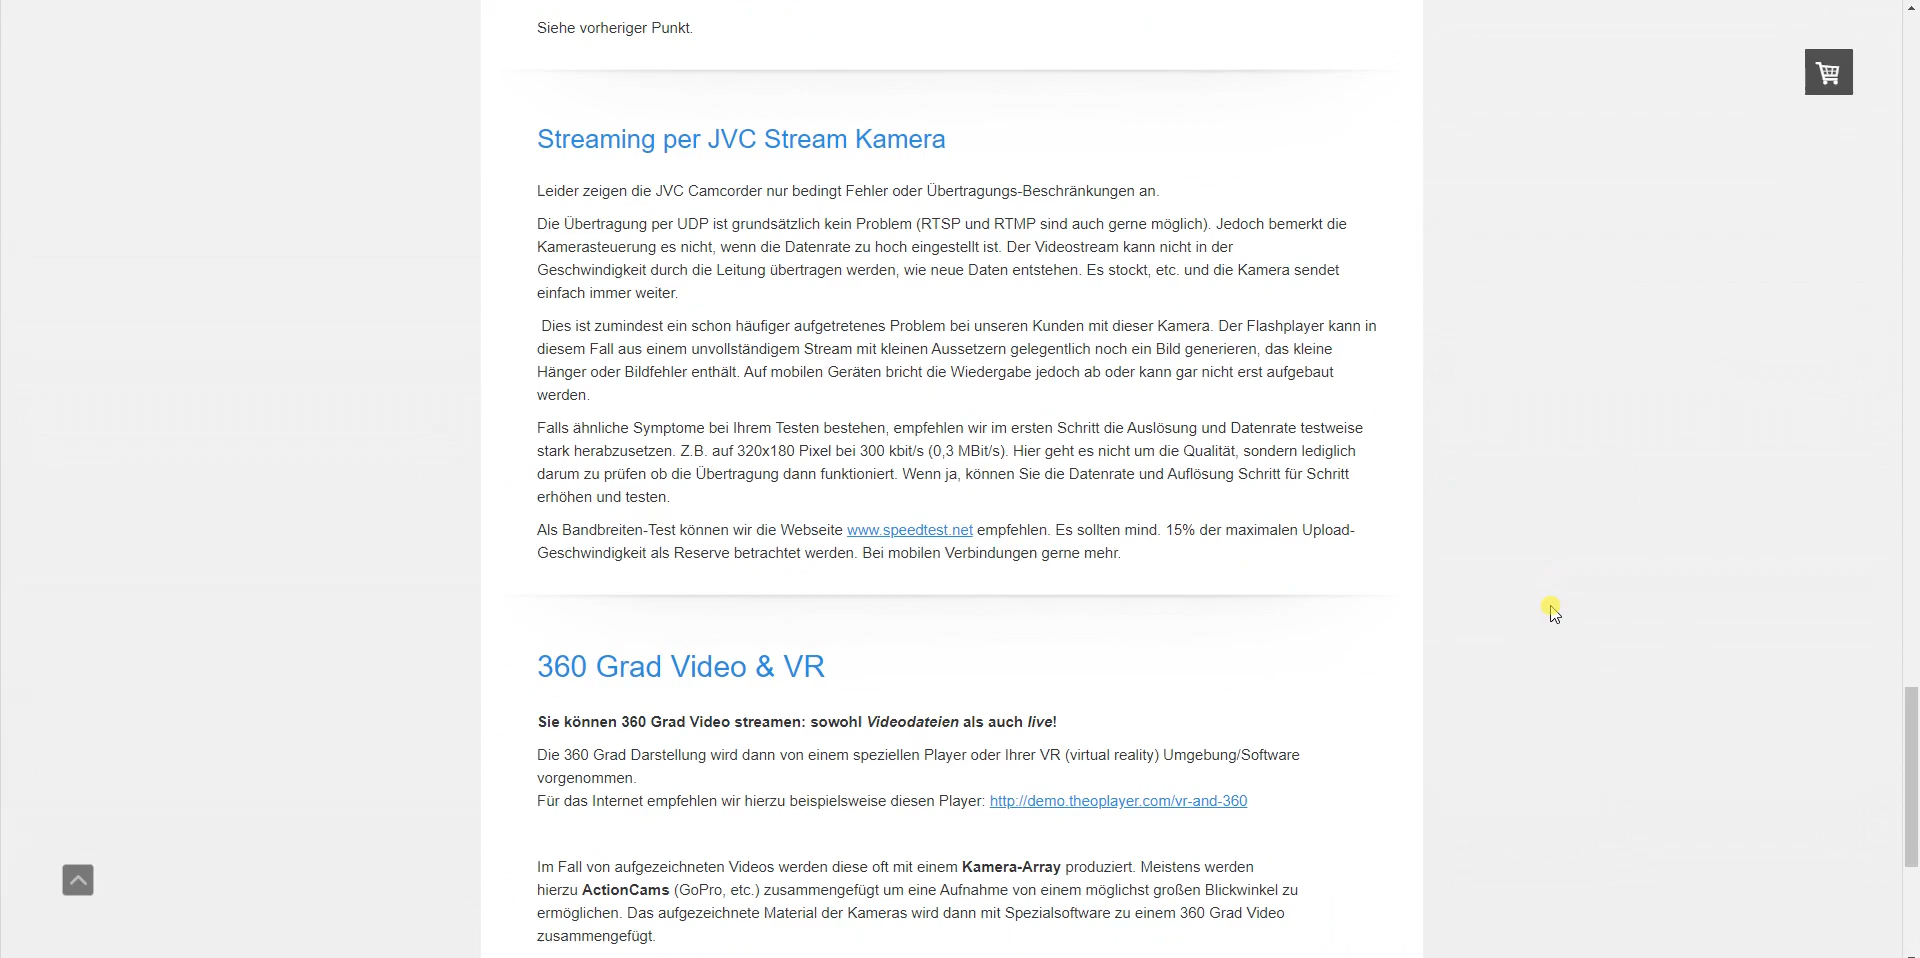 Siehe vorheriger Punkt.
Streaming per JVC Stream Kamera
Leider zeigen die JVC Camcorder nur bedingt Fehler oder Übertragungs-Beschränkungen an.
Die Übertragung per UDP ist grundsätzlich kein Problem (RTSP und RTMP sind auch gerne möglich). Jedoch bemerkt die
Kamerasteuerung es nicht, wenn die Datenrate zu hoch eingestellt ist. Der Videostream kann nicht in der
Geschwindigkeit durch die Leitung übertragen werden, wie neue Daten entstehen. Es stockt, etc. und die Kamera sendet
einfach immer weiter.
Dies ist zumindest ein schon häufiger aufgetretenes Problem bei unseren Kunden mit dieser Kamera. Der Flashplayer kann in
diesem Fall aus einem unvollständigem Stream mit kleinen Aussetzern gelegentlich noch ein Bild generieren, das kleine
Hänger oder Bildfehler enthält. Auf mobilen Geräten bricht die Wiedergabe jedoch ab oder kann gar nicht erst aufgebaut
werden.
Falls ähnliche Symptome bei Ihrem Testen bestehen, empfehlen wir im ersten Schritt die Auslösung und Datenrate testweise
stark herabzusetzen. Z.B. auf 320x180 Pixel bei 300 kbit/s (0,3 MBit/s). Hier geht es nicht um die Qualität, sondern lediglich
darum zu prüfen ob die Übertragung dann funktioniert. Wenn ja, können Sie die Datenrate und Auflösung Schritt für Schritt
erhöhen und testen.
Als Bandbreiten-Test können wir die Webseite www.speedtest.net empfehlen. Es sollten mind. 15% der maximalen Upload-
Geschwindigkeit als Reserve betrachtet werden. Bei mobilen Verbindungen gerne mehr.
360 Grad Video & VR
Sie können 360 Grad Video streamen: sowohl Videodateien als auch live!
Die 360 Grad Darstellung wird dann von einem speziellen Player oder Ihrer VR (virtual reality) Umgebung/Software
vorgenommen.
Für das Internet empfehlen wir hierzu beispielsweise diesen Player: http://demo.theoplayer.com/vr-and-360
Im Fall von aufgezeichneten Videos werden diese oft mit einem Kamera-Array produziert. Meistens werden
hierzu ActionCams (GoPro, etc.) zusammengefügt um eine Aufnahme von einem möglichst großen Blickwinkel zu
ermöglichen. Das aufgezeichnete Material der Kameras wird dann mit Spezialsoftware zu einem 360 Grad Video
zusammengefügt.